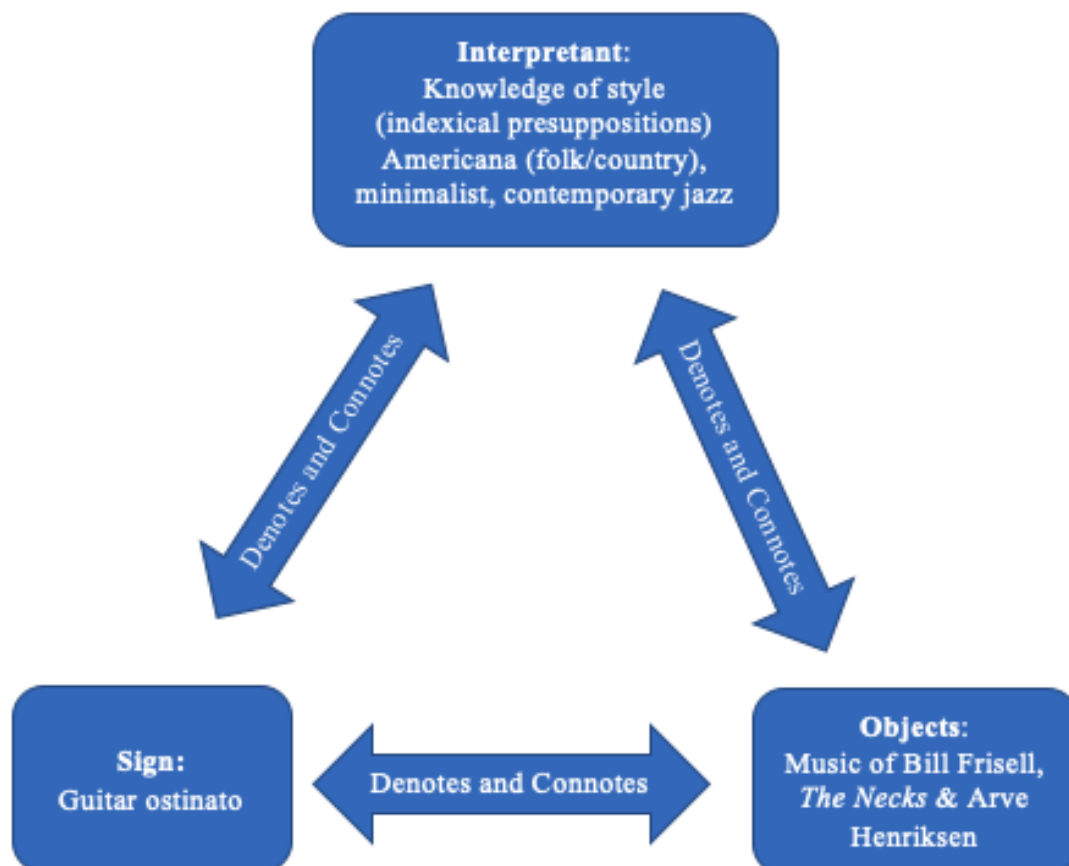 Interpretant:
Knowledge of style
(indexical presuppositions)
Americana (folk/country),
minimalist, contemporary jazz
Denotes and Connotes
Denotes and Connotes
Sign:
Guitar ostinato
Denotes and Connotes
Objects:
Music of Bill Frisell,
The Necks & Arve
Henriksen